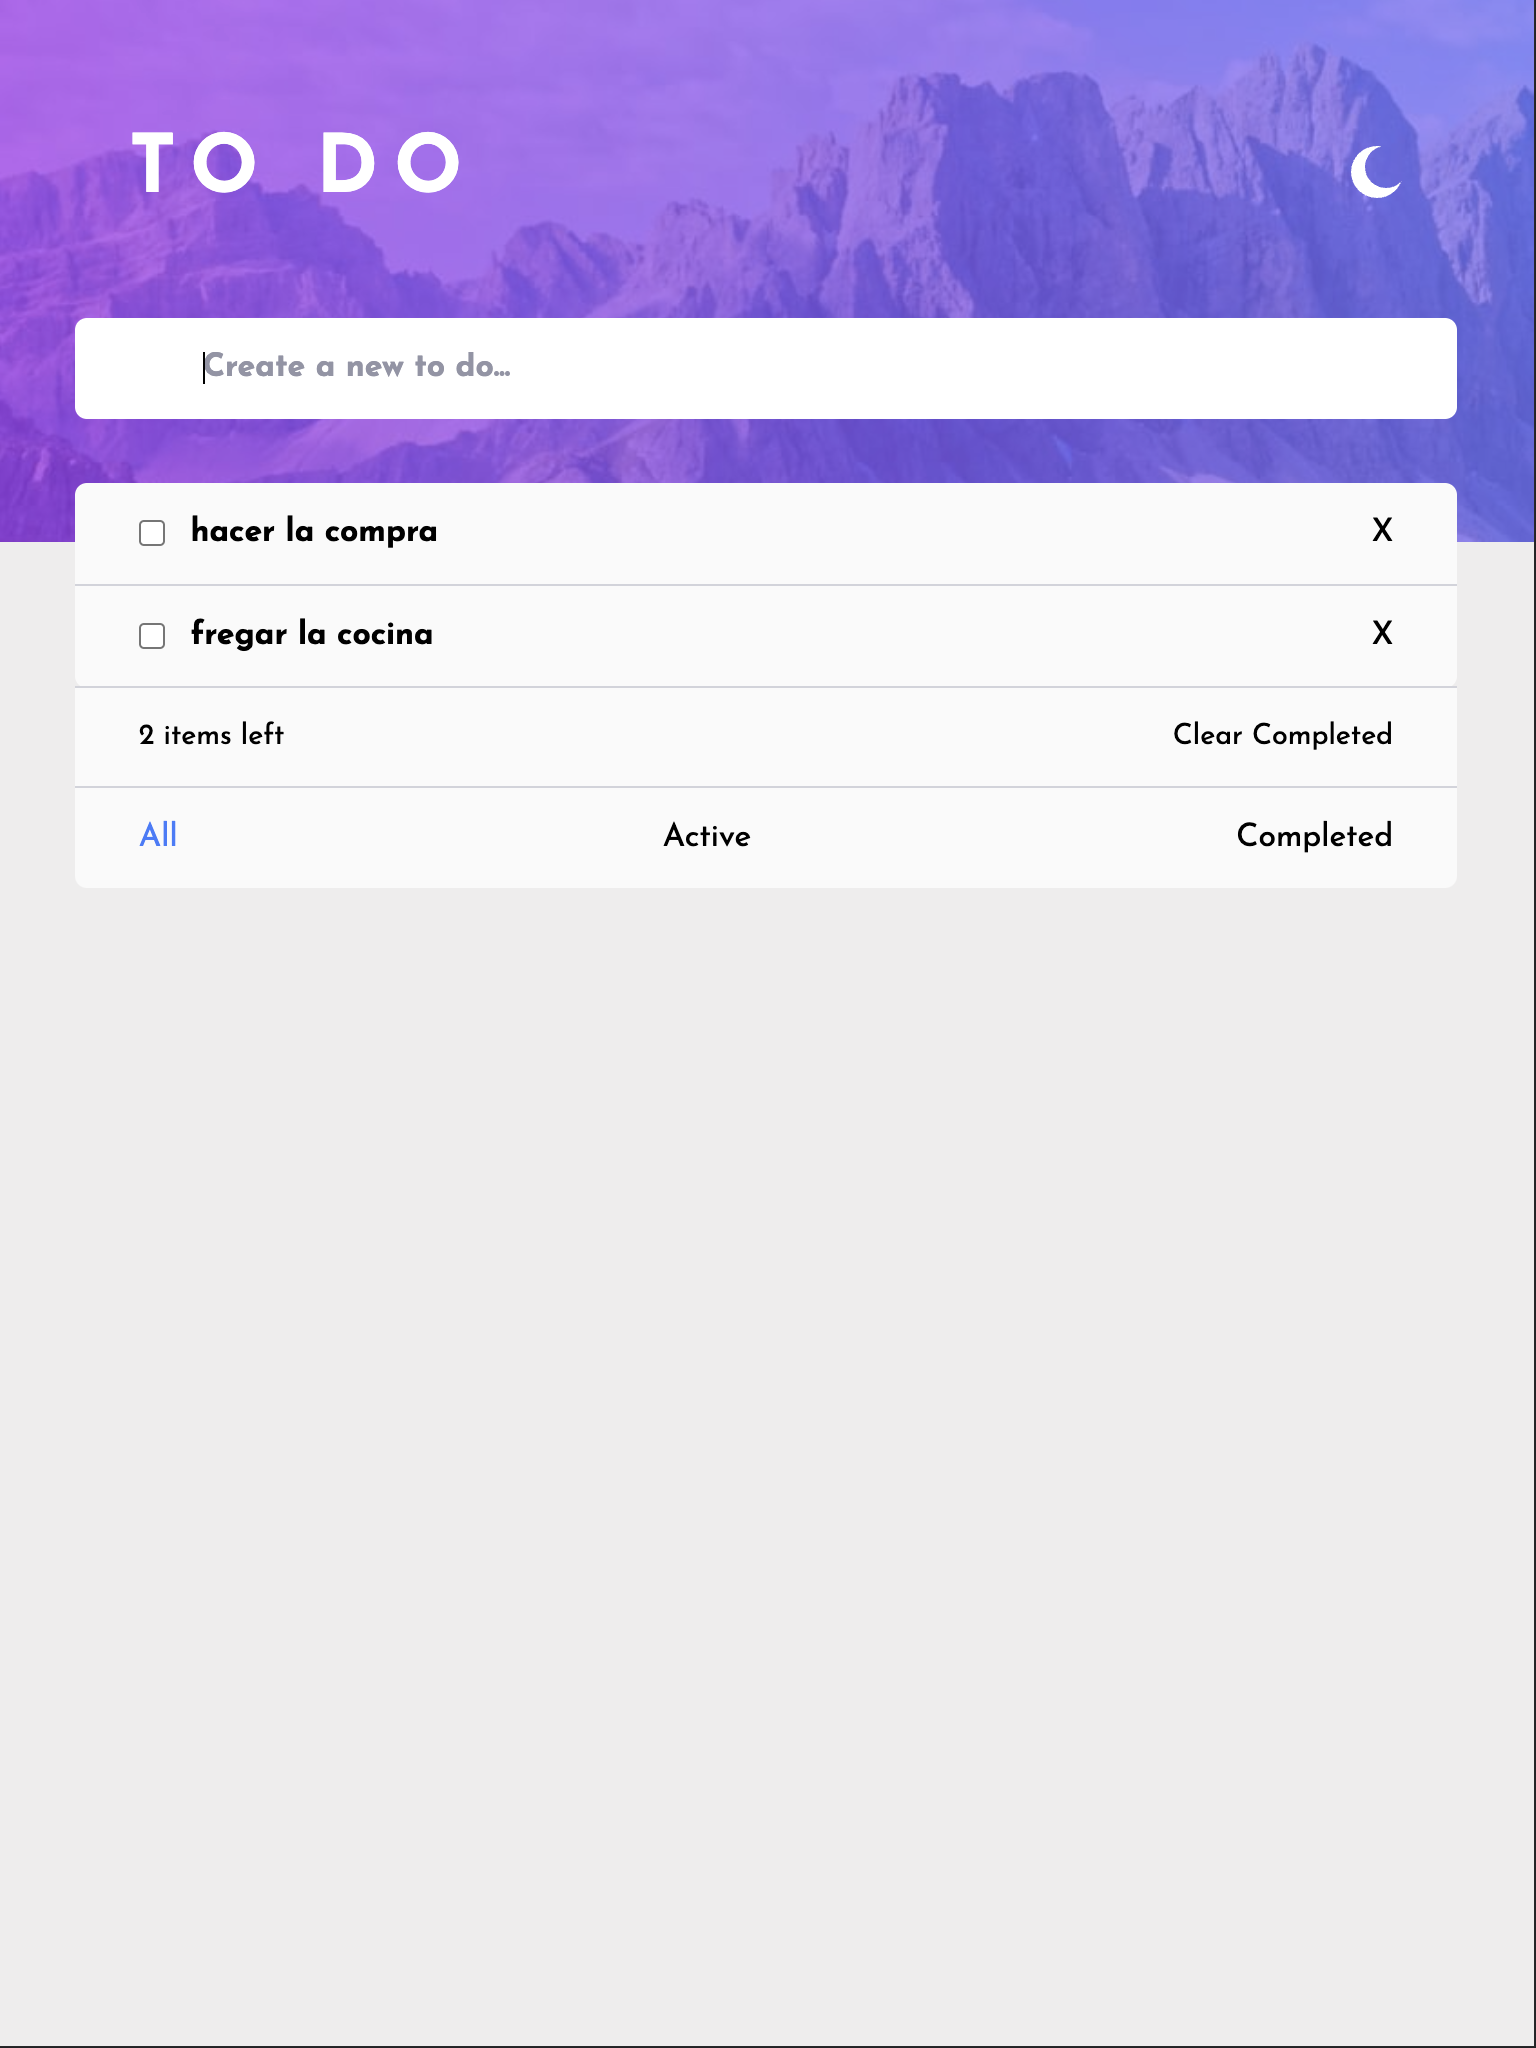 TO DO
Create a new to do...
hacer la compra X
fregar la cocina X
2 items left Clear Completed
All Active Completed